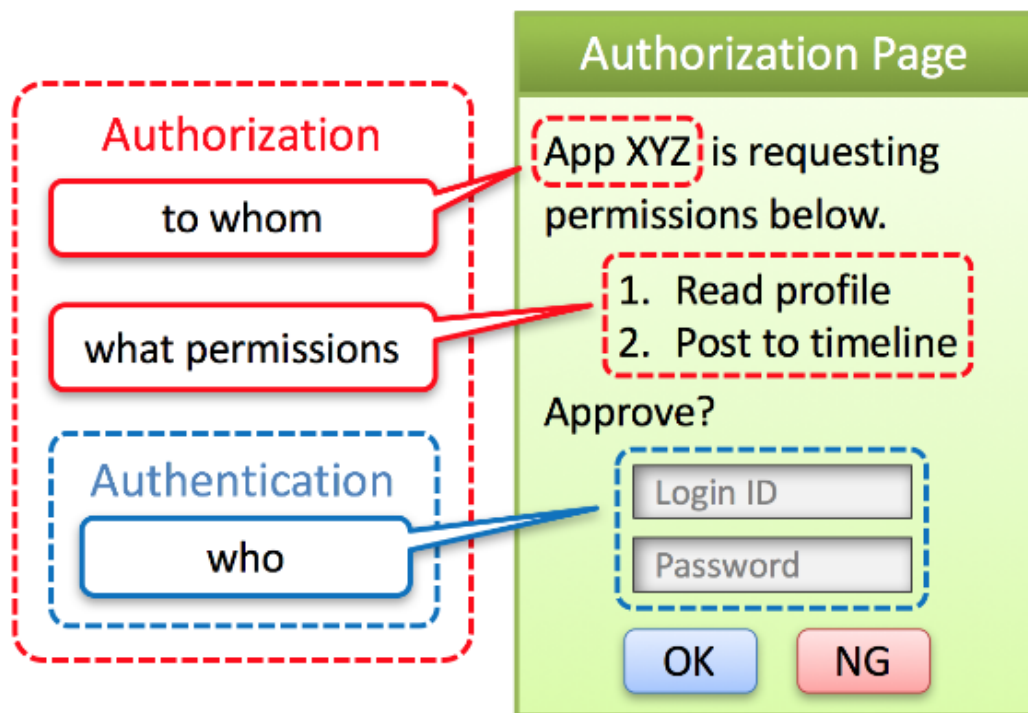 Authorization
to whom
what permissions
Authentication
who
Authorization Page
App XYZ is requesting
permissions below.
1. Read profile
2. Post to timeline
Approve?
Login ID
Password
OK
NG